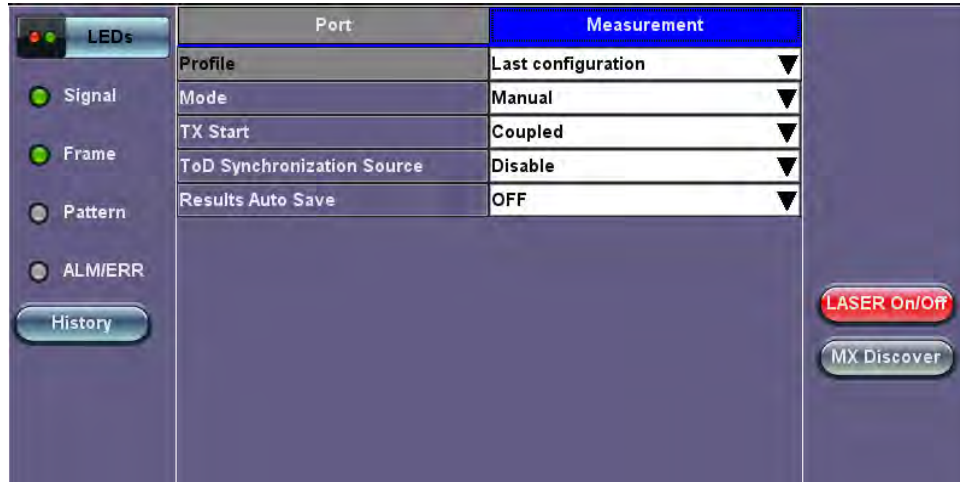 LEDs
Signal
Frame
Pattern
ALM/ERR
History
Port Measurement
Profile Last configuration
Mode Manual
TX Start Coupled
ToD Synchronization Source Disable
Results Auto Save OFF
LASER On/Off
MX Discover